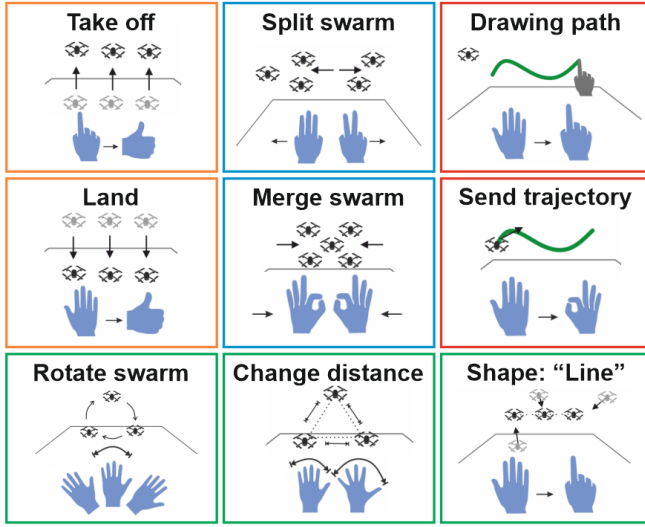 Take off
Split swarm
Drawing path
Land
Merge swarm
Send trajectory
Rotate swarm
Change distance
Shape: “Line”